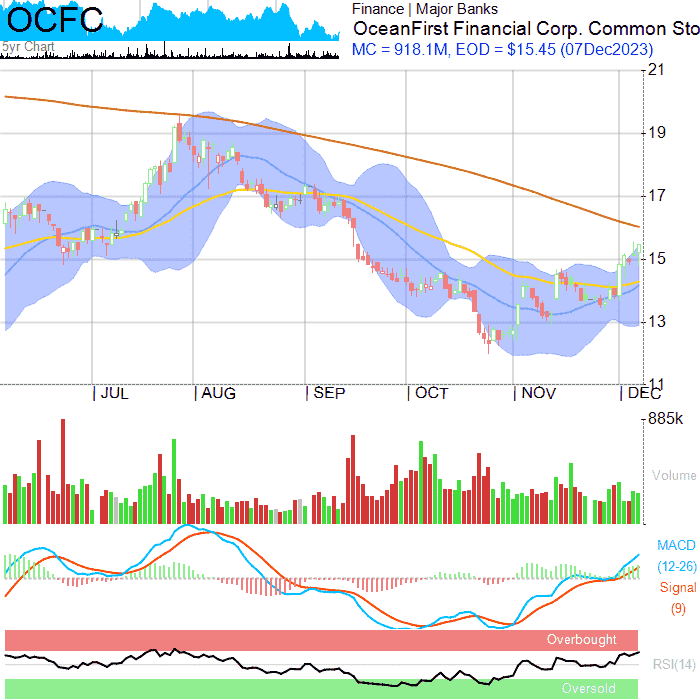 OCFC
5yr Chart
Finance | Major Banks
OceanFirst Financial Corp. Common Sto
MC = 918.1M, EOD = $15.45 (07Dec2023)
21
19
17
15
13
11
JUL AUG SEP OCT NOV DEC
885k
Volume
MACD
(12-26)
Signal
(9)
Overbought
RSI(14)
Oversold